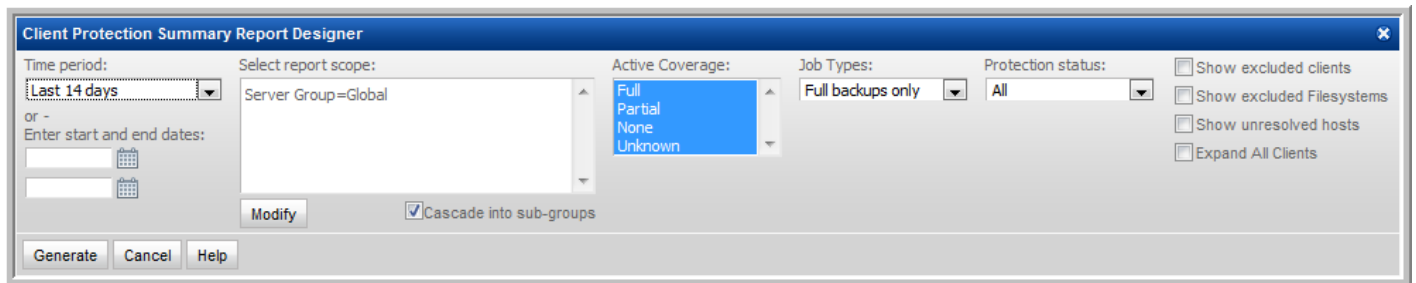 Client Protection Summary Report Designer
Time period:
Last 14 days
or -
Enter start and end dates:
Select report scope:
Server Group=Global
Modify
Cascade into sub-groups
Active Coverage:
Full
Partial
None
Unknown
Job Types:
Full backups only
Protection status:
All
Show excluded clients
Show excluded Filesystems
Show unresolved hosts
Expand All Clients
Generate
Cancel
Help